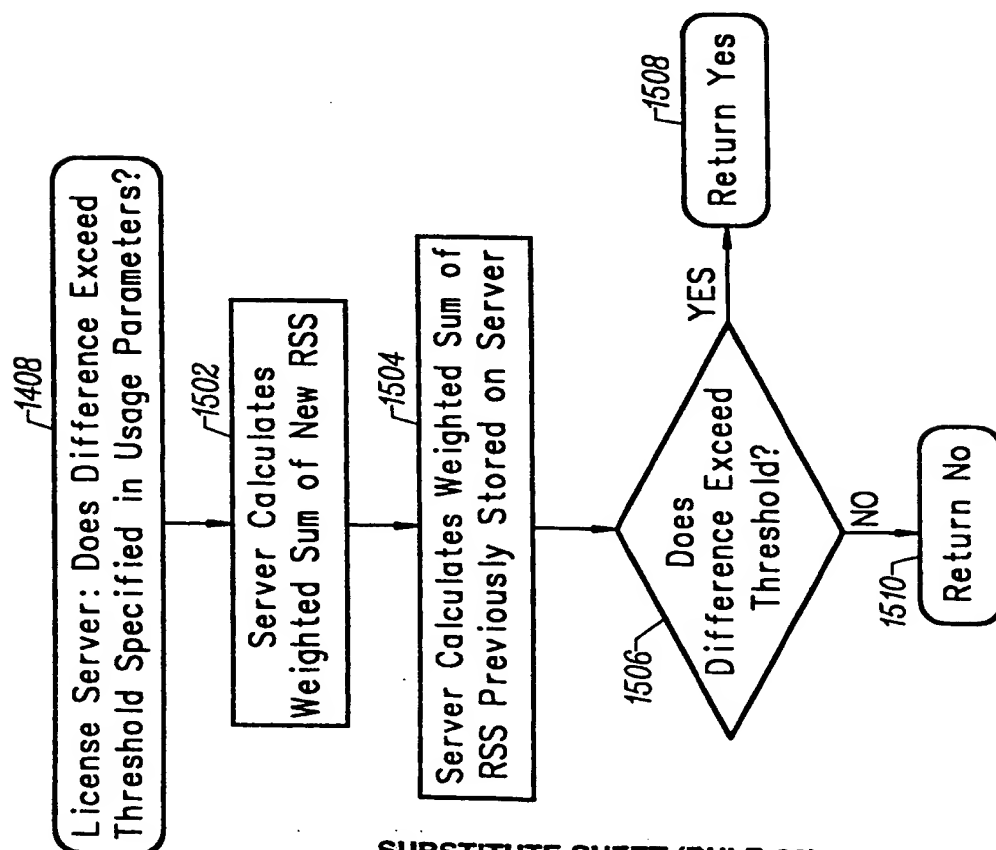 1408
License Server: Does Difference Exceed
Threshold Specified in Usage Parameters?
1502
Server Calculates
Weighted Sum of New RSS
1504
Server Calculates Weighted Sum of
RSS Previously Stored on Server
1506
Does
Difference Exceed
Threshold?
YES
1508
Return Yes
NO
1510
Return No
SUBSTITUTE SHEET